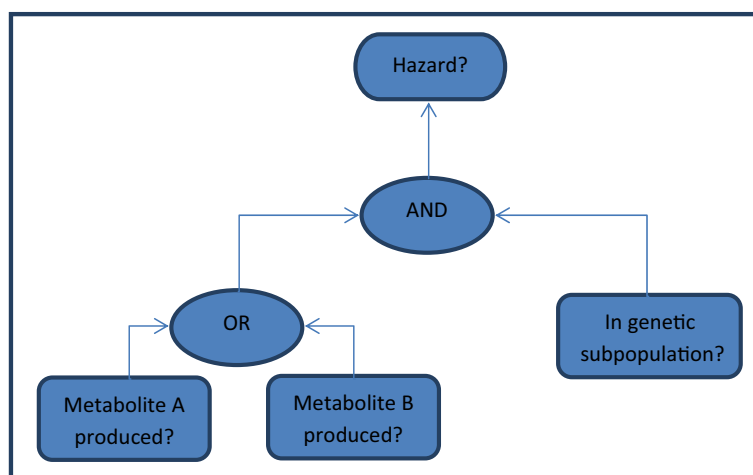 Hazard?
AND
OR
In genetic
subpopulation?
Metabolite A
produced?
Metabolite B
produced?